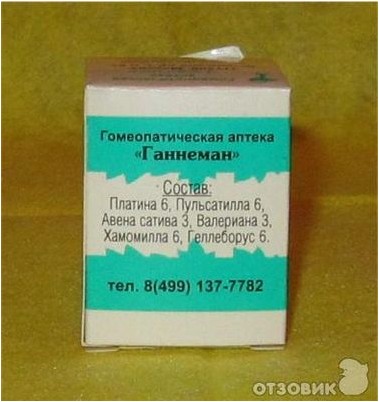 Гомеопатическая аптека
«Ганнеман»
Состав:
Платина 6, Пульсатилла 6,
Авена сатива 3, Валериана 3,
Хамомилла 6, Геллеборус 6.
тел. 8(499) 137-7782
отзовик